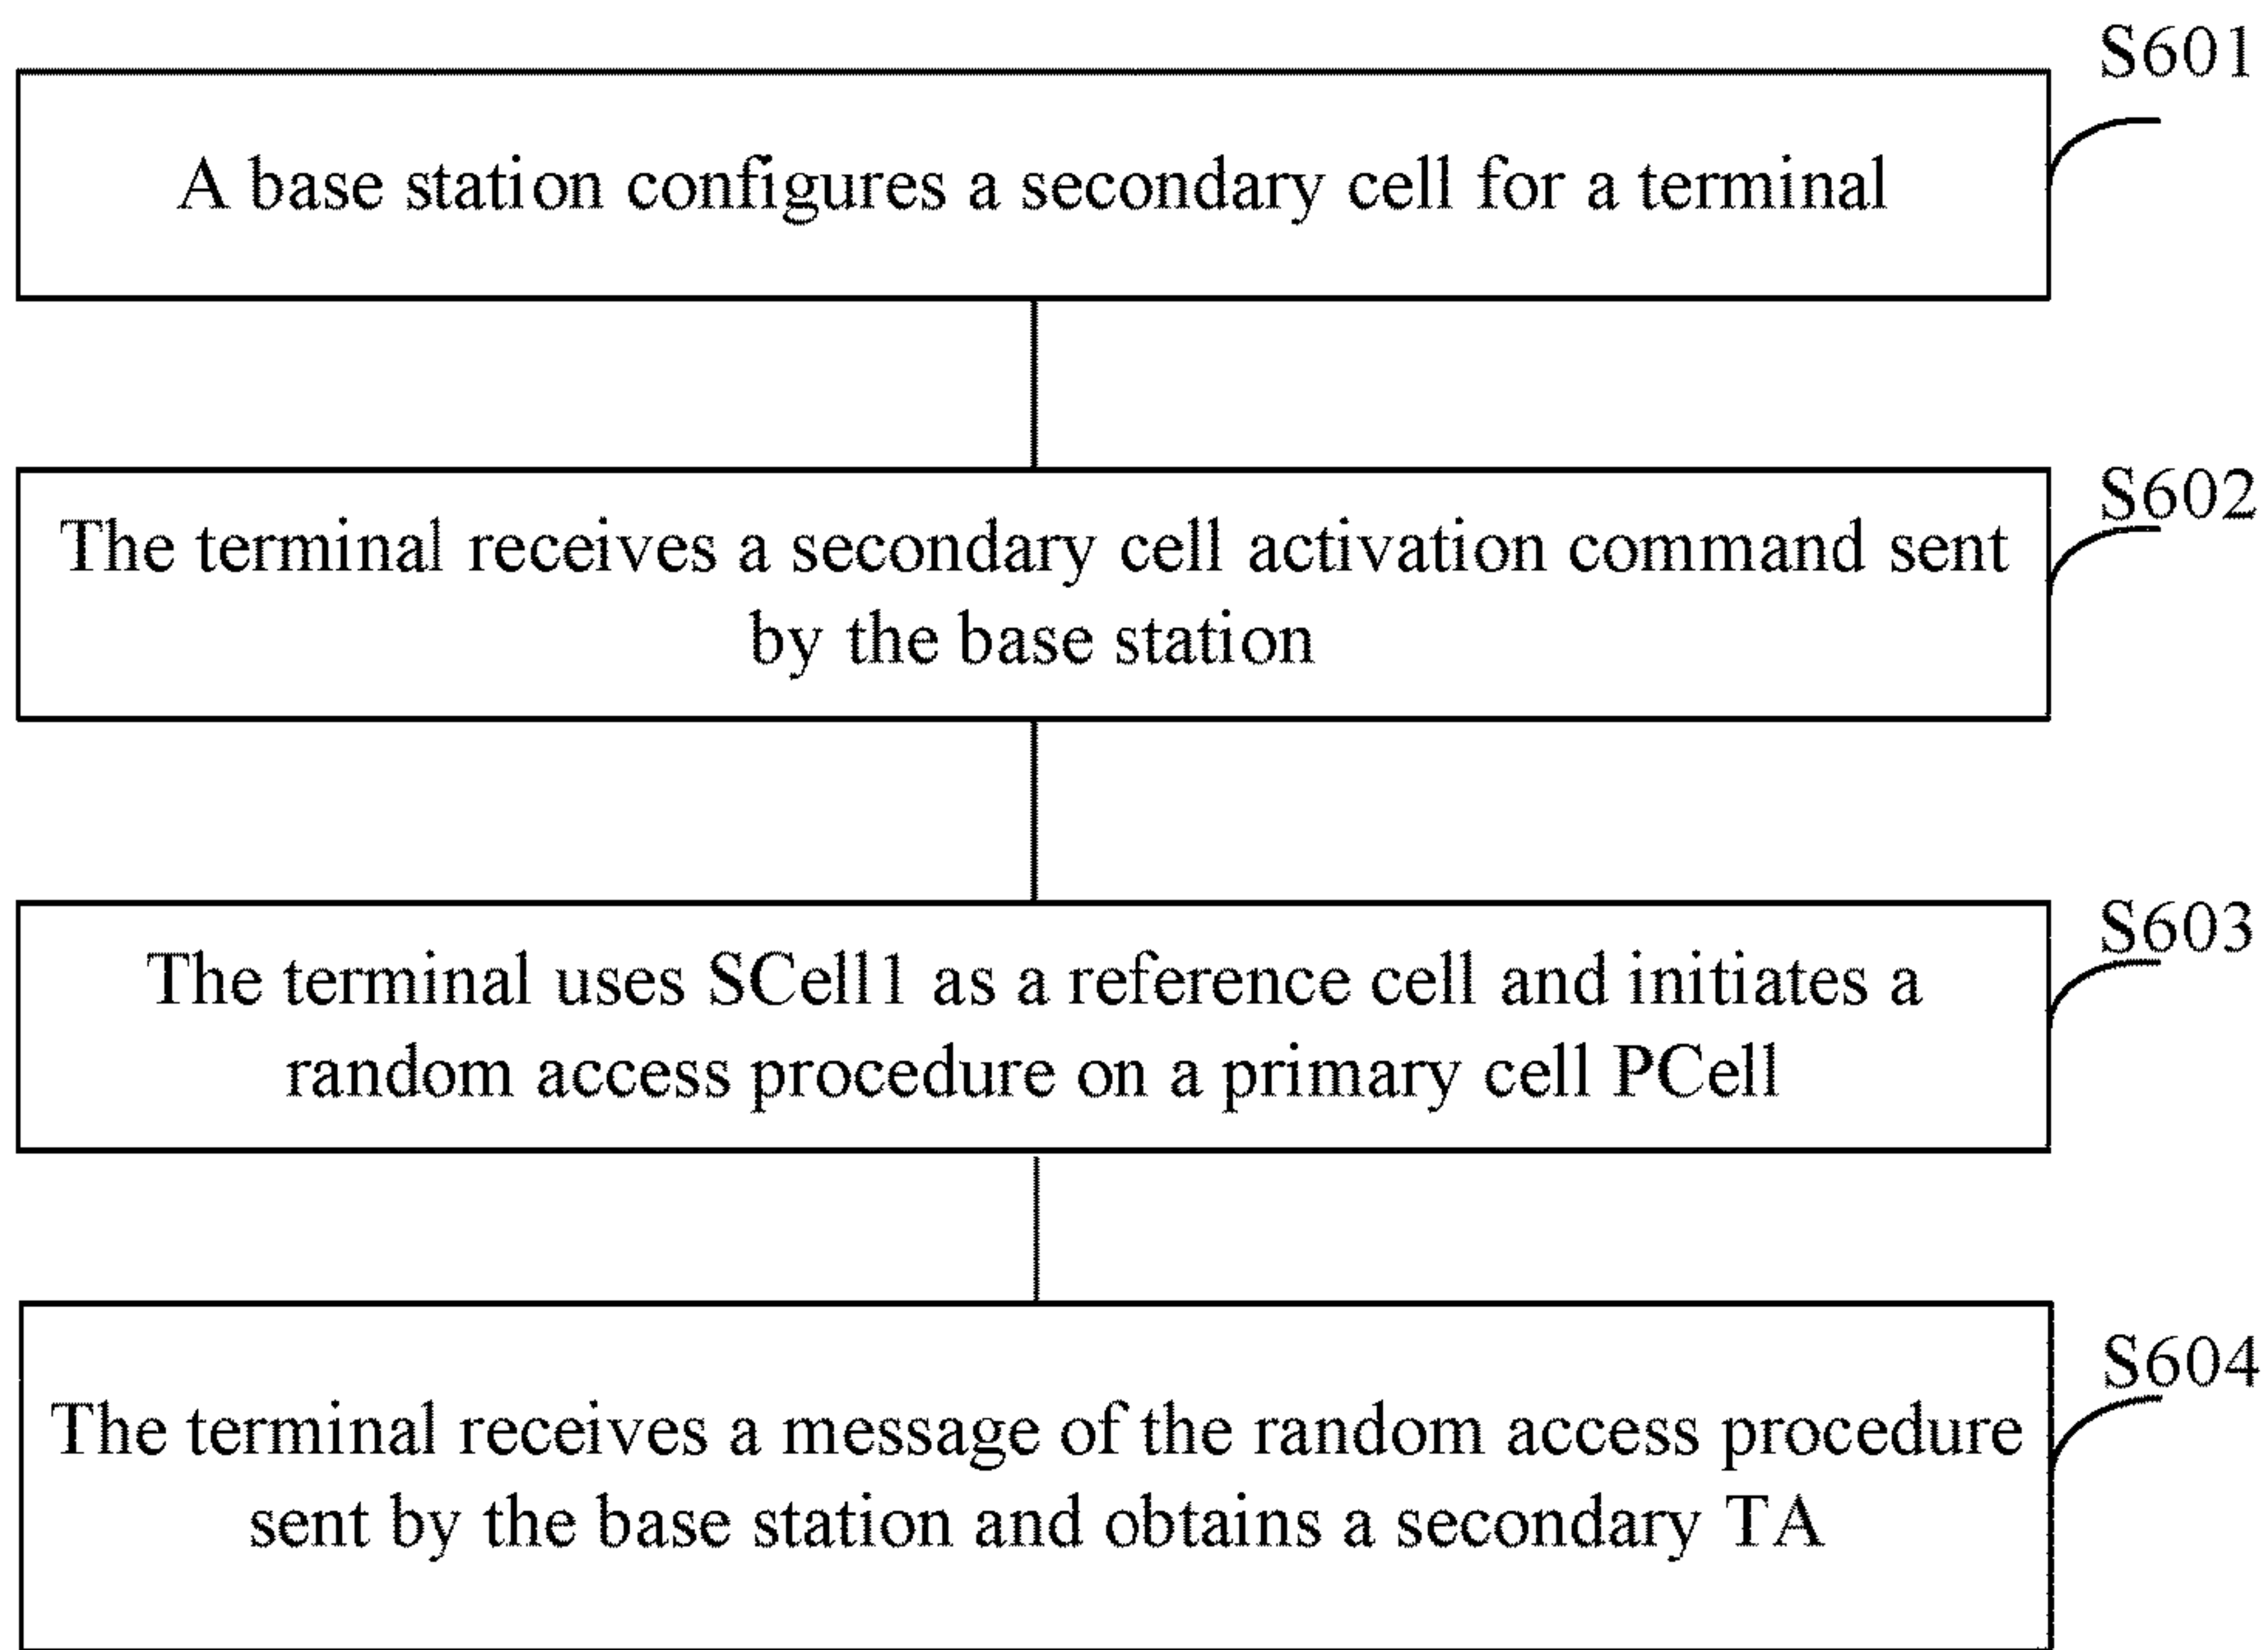 S601
A base station configures a secondary cell for a terminal
S602
The terminal receives a secondary cell activation command sent
by the base station
S603
The terminal uses SCell1 as a reference cell and initiates a
random access procedure on a primary cell PCell
S604
The terminal receives a message of the random access procedure
sent by the base station and obtains a secondary TA